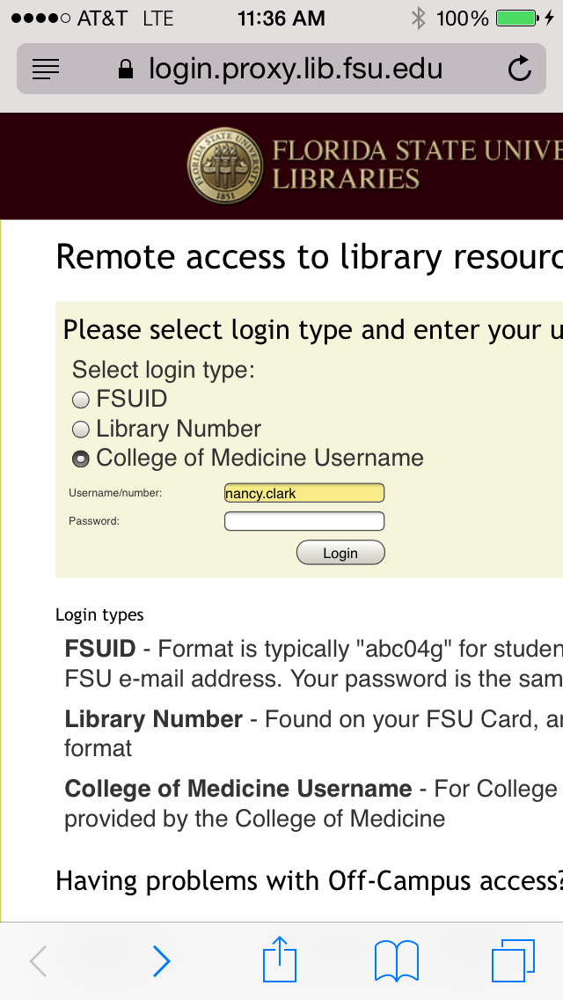 AT&T LTE 11:36 AM 100%
login.proxy.lib.fsu.edu
FLORIDA STATE UNIVE
LIBRARIES
FLORIDA STATE UNIVERSITY
1851
Remote access to library resourc
Please select login type and enter your u
Select login type:
FSUID
Library Number
College of Medicine Username
Username/number: nancy.clark
Password:
Login
Login types
FSUID - Format is typically "abc04g" for studen
FSU e-mail address. Your password is the sam
Library Number - Found on your FSU Card, ar
format
College of Medicine Username - For College
provided by the College of Medicine
Having problems with Off-Campus access?